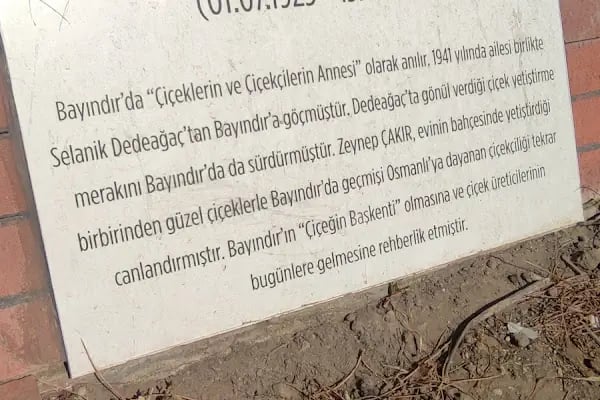 (01.07.1925
Bayındır’da “Çiçeklerin ve Çiçekçilerin Annesi” olarak anılır. 1941 yılında ailesi birlikte
Selanik Dedeağaç’tan Bayındır’a göçmüştür. Dedeağaç’ta gönül verdiği çiçek yetiştirme
merakını Bayındır’da da sürdürmüştür. Zeynep ÇAKIR, evinin bahçesinde yetiştirdiği
birbirinden güzel çiçeklerle Bayındır’da geçmişi Osmanlı’ya dayanan çiçekçiliği tekrar
canlandırmıştır. Bayındır’ın “Çiçeğin Başkenti” olmasına ve çiçek üreticilerinin
bugünlere gelmesine rehberlik etmiştir.